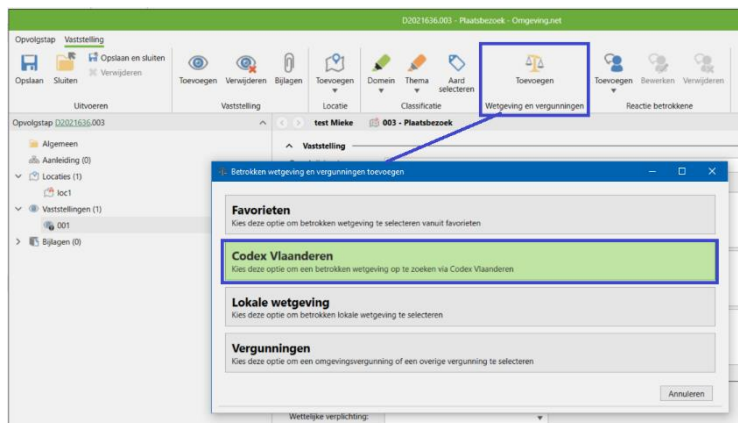 D2021636.003 - Plaatsbezoek - Omgeving.net
Opvolgstap Vaststelling
Opslaan Sluiten Opslaan en sluiten Verwijderen
Toevoegen Verwijderen Bijlagen
Toevoegen
Domein Thema Aard selecteren
Toevoegen
Toevoegen Bewerken Verwijderen
Uitvoeren Vaststelling Locatie Classificatie Wetgeving en vergunningen Reactie betrokkene
Opvolgstap D2021636.003
test Mieke 003 - Plaatsbezoek
Algemeen
Vaststelling
Aanleiding (0)
Locaties (1)
loc1
Vaststellingen (1)
001
Bijlagen (0)
Betrokken wetgeving en vergunningen toevoegen
Favorieten
Kies deze optie om betrokken wetgeving te selecteren vanuit favorieten
Codex Vlaanderen
Kies deze optie om een betrokken wetgeving op te zoeken via Codex Vlaanderen
Lokale wetgeving
Kies deze optie om betrokken lokale wetgeving te selecteren
Vergunningen
Kies deze optie om een omgevingsvergunning of een overige vergunning te selecteren
Annuleren
Wettelijke verplichting: